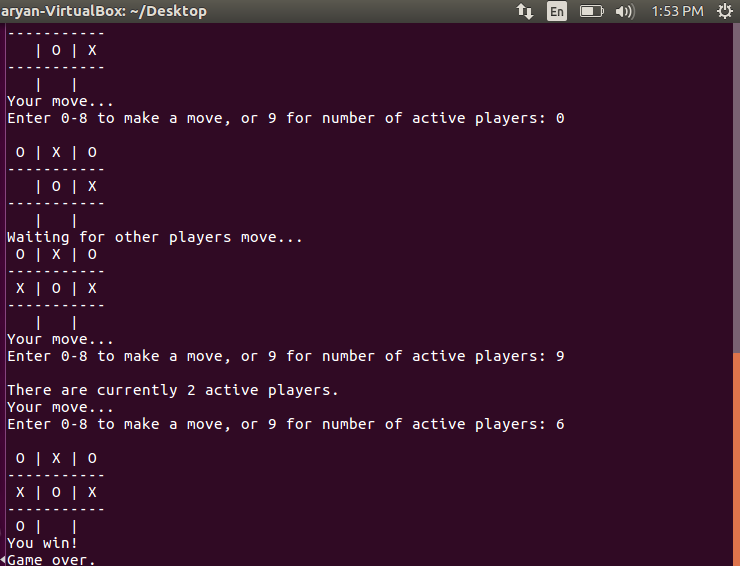 aryan-VirtualBox: ~/Desktop En 1:53 PM
-----------
   | O | X
-----------
   |   |
Your move...
Enter 0-8 to make a move, or 9 for number of active players: 0

 O | X | O
-----------
   | O | X
-----------
   |   |
Waiting for other players move...
 O | X | O
-----------
 X | O | X
-----------
   |   |
Your move...
Enter 0-8 to make a move, or 9 for number of active players: 9

There are currently 2 active players.
Your move...
Enter 0-8 to make a move, or 9 for number of active players: 6

 O | X | O
-----------
 X | O | X
-----------
 O |   |
You win!
Game over.